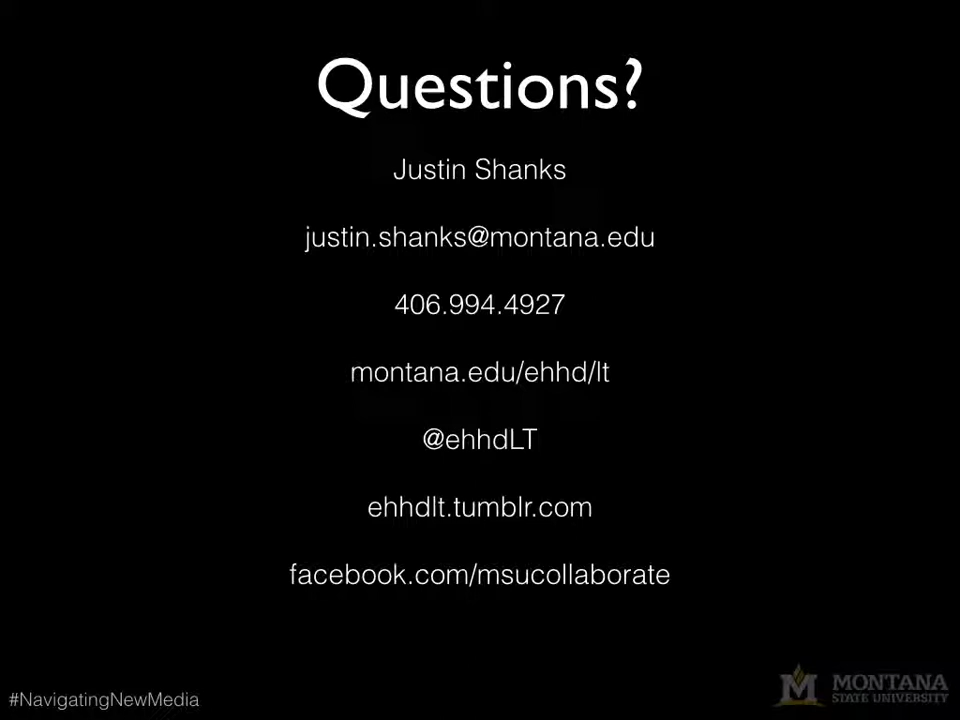 Questions?
Justin Shanks
justin.shanks@montana.edu
406.994.4927
montana.edu/ehhd/lt
@ehhdLT
ehhdlt.tumblr.com
facebook.com/msucollaborate
#NavigatingNewMedia
M MONTANA
STATE UNIVERSITY